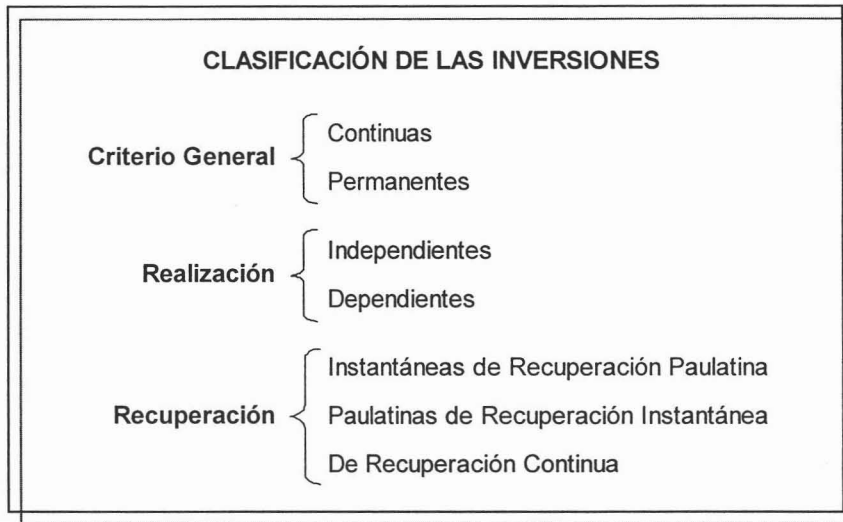 CLASIFICACIÓN DE LAS INVERSIONES
Criterio General
Continuas
Permanentes
Realización
Independientes
Dependientes
Recuperación
Instantáneas de Recuperación Paulatina
Paulatinas de Recuperación Instantánea
De Recuperación Continua